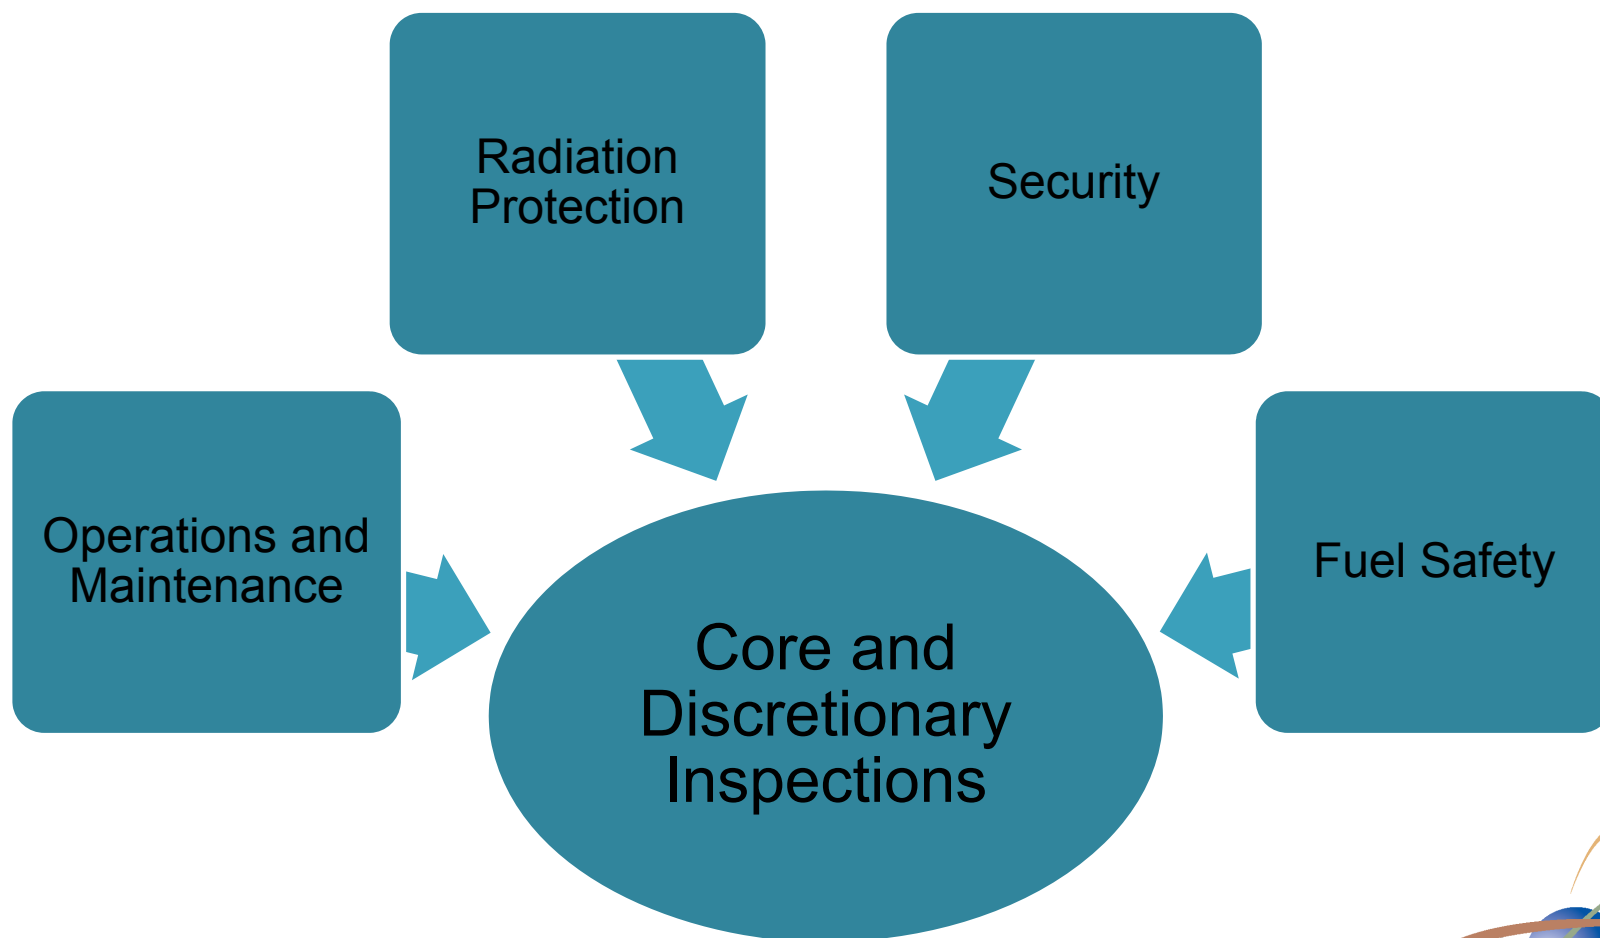 Radiation
Protection
Security
Operations and
Maintenance
Fuel Safety
Core and
Discretionary
Inspections